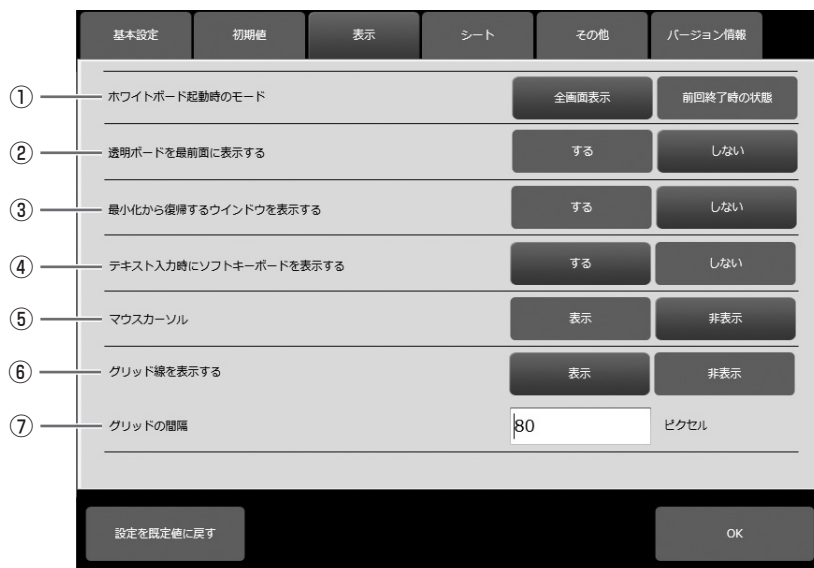 基本設定 初期値 表示 シート その他 バージョン情報
① ホワイトボード起動時のモード 全画面表示 前回終了時の状態
② 透明ボードを最前面に表示する する しない
③ 最小化から復帰するウインドウを表示する する しない
④ テキスト入力時にソフトキーボードを表示する する しない
⑤ マウスカーソル 表示 非表示
⑥ グリッド線を表示する 表示 非表示
⑦ グリッドの間隔 80 ピクセル
設定を既定値に戻す OK